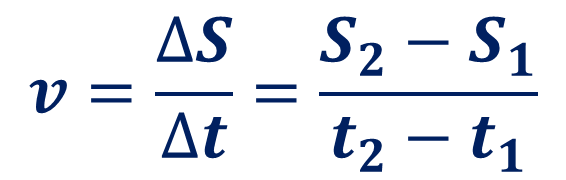 v = ΔS / Δt = (S₂ − S₁) / (t₂ − t₁)